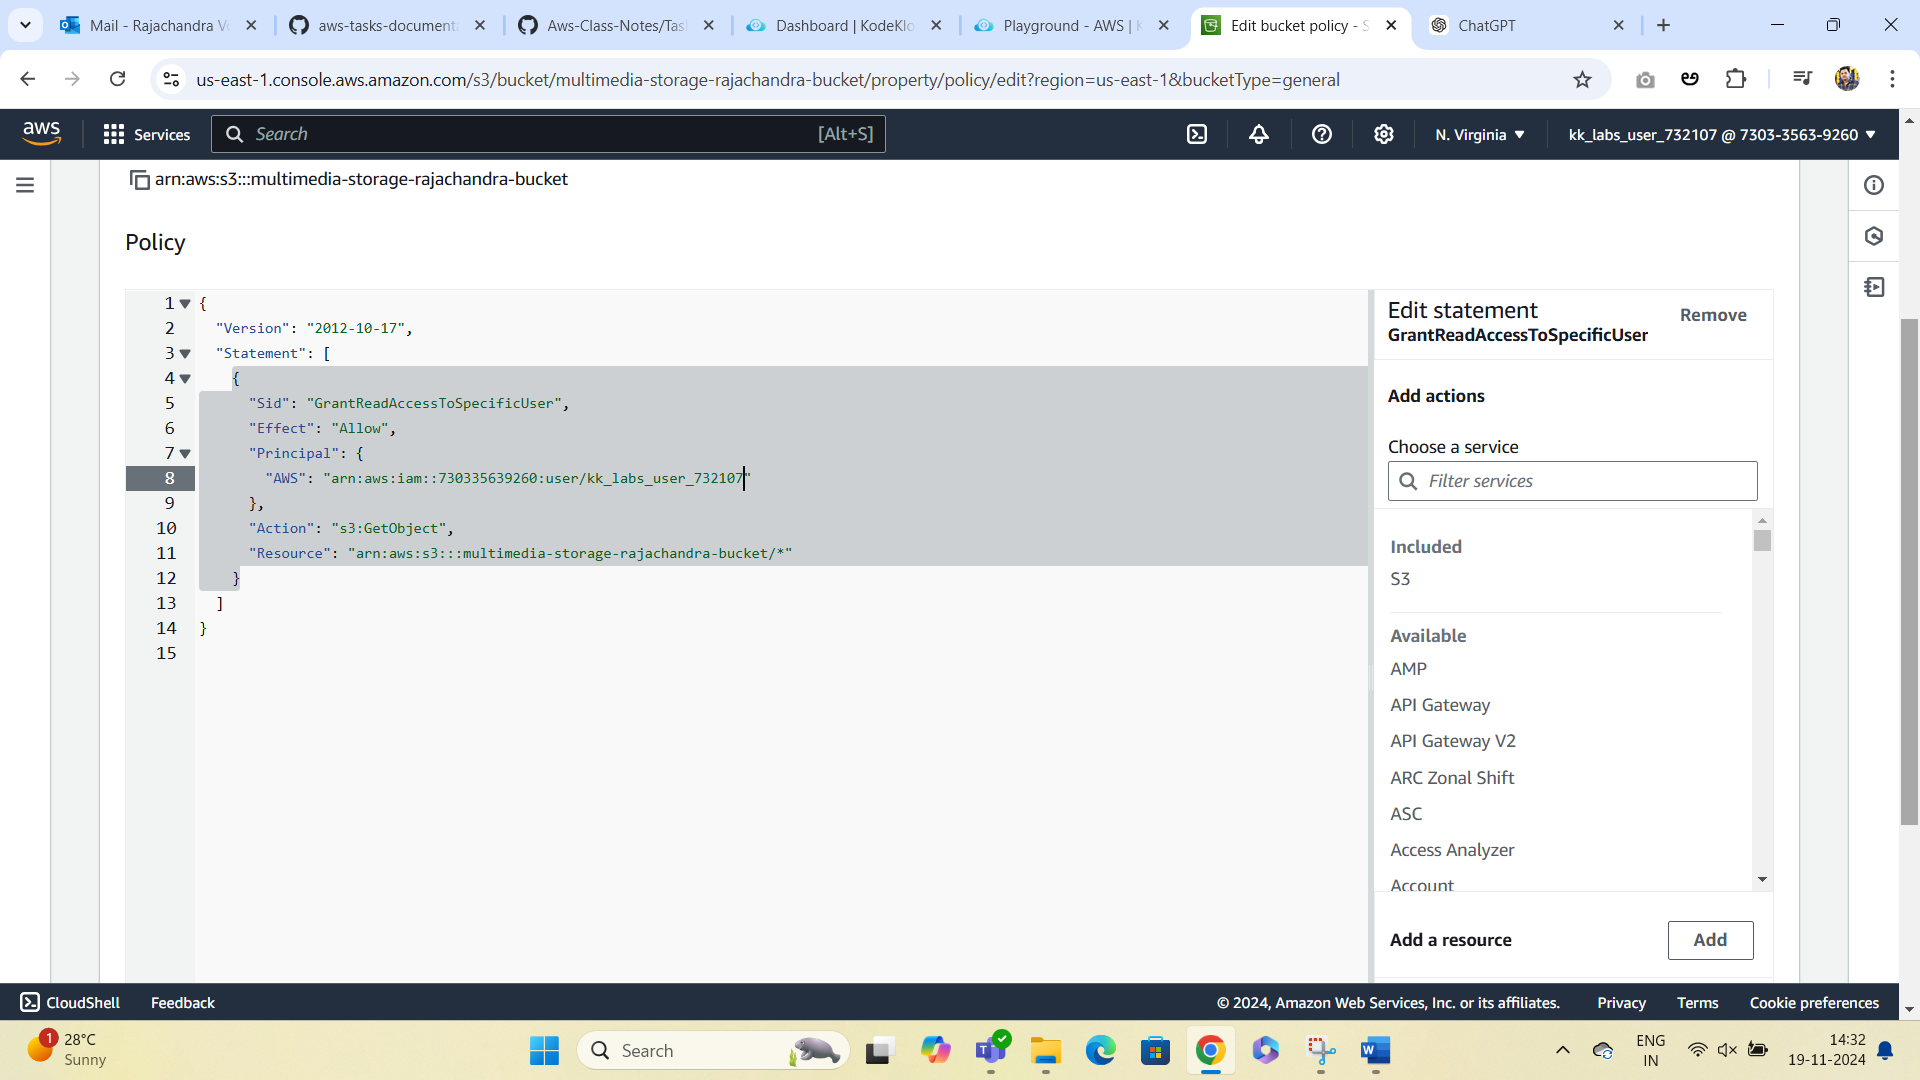 Mail - Rajachandra Vo
aws-tasks-documenta
Aws-Class-Notes/Task
Dashboard | KodeKlo
Playground - AWS | K
Edit bucket policy - S
ChatGPT
us-east-1.console.aws.amazon.com/s3/bucket/multimedia-storage-rajachandra-bucket/property/policy/edit?region=us-east-1&bucketType=general
aws
Services
Search
[Alt+S]
N. Virginia
kk_labs_user_732107 @ 7303-3563-9260
arn:aws:s3:::multimedia-storage-rajachandra-bucket
Policy
1 {
2 "Version": "2012-10-17",
3 "Statement": [
4 {
5 "Sid": "GrantReadAccessToSpecificUser",
6 "Effect": "Allow",
7 "Principal": {
8 "AWS": "arn:aws:iam::730335639260:user/kk_labs_user_732107"
9 },
10 "Action": "s3:GetObject",
11 "Resource": "arn:aws:s3:::multimedia-storage-rajachandra-bucket/*"
12 }
13 ]
14 }
15
Edit statement
Remove
GrantReadAccessToSpecificUser
Add actions
Choose a service
Filter services
Included
S3
Available
AMP
API Gateway
API Gateway V2
ARC Zonal Shift
ASC
Access Analyzer
Account
Add a resource
Add
CloudShell
Feedback
© 2024, Amazon Web Services, Inc. or its affiliates.
Privacy
Terms
Cookie preferences
1
28°C
Sunny
Search
ENG
IN
14:32
19-11-2024